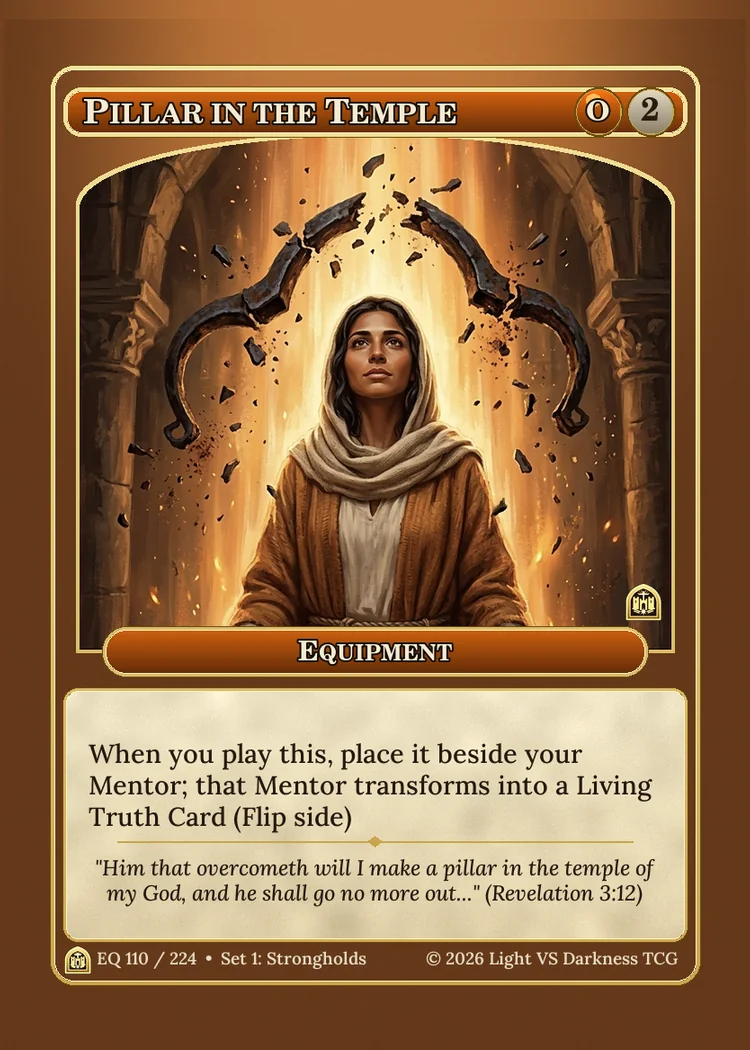 Pillar in the Temple O 2
Equipment
When you play this, place it beside your
Mentor; that Mentor transforms into a Living
Truth Card (Flip side)
"Him that overcometh will I make a pillar in the temple of
my God, and he shall go no more out..." (Revelation 3:12)
EQ 110 / 224 • Set 1: Strongholds © 2026 Light VS Darkness TCG